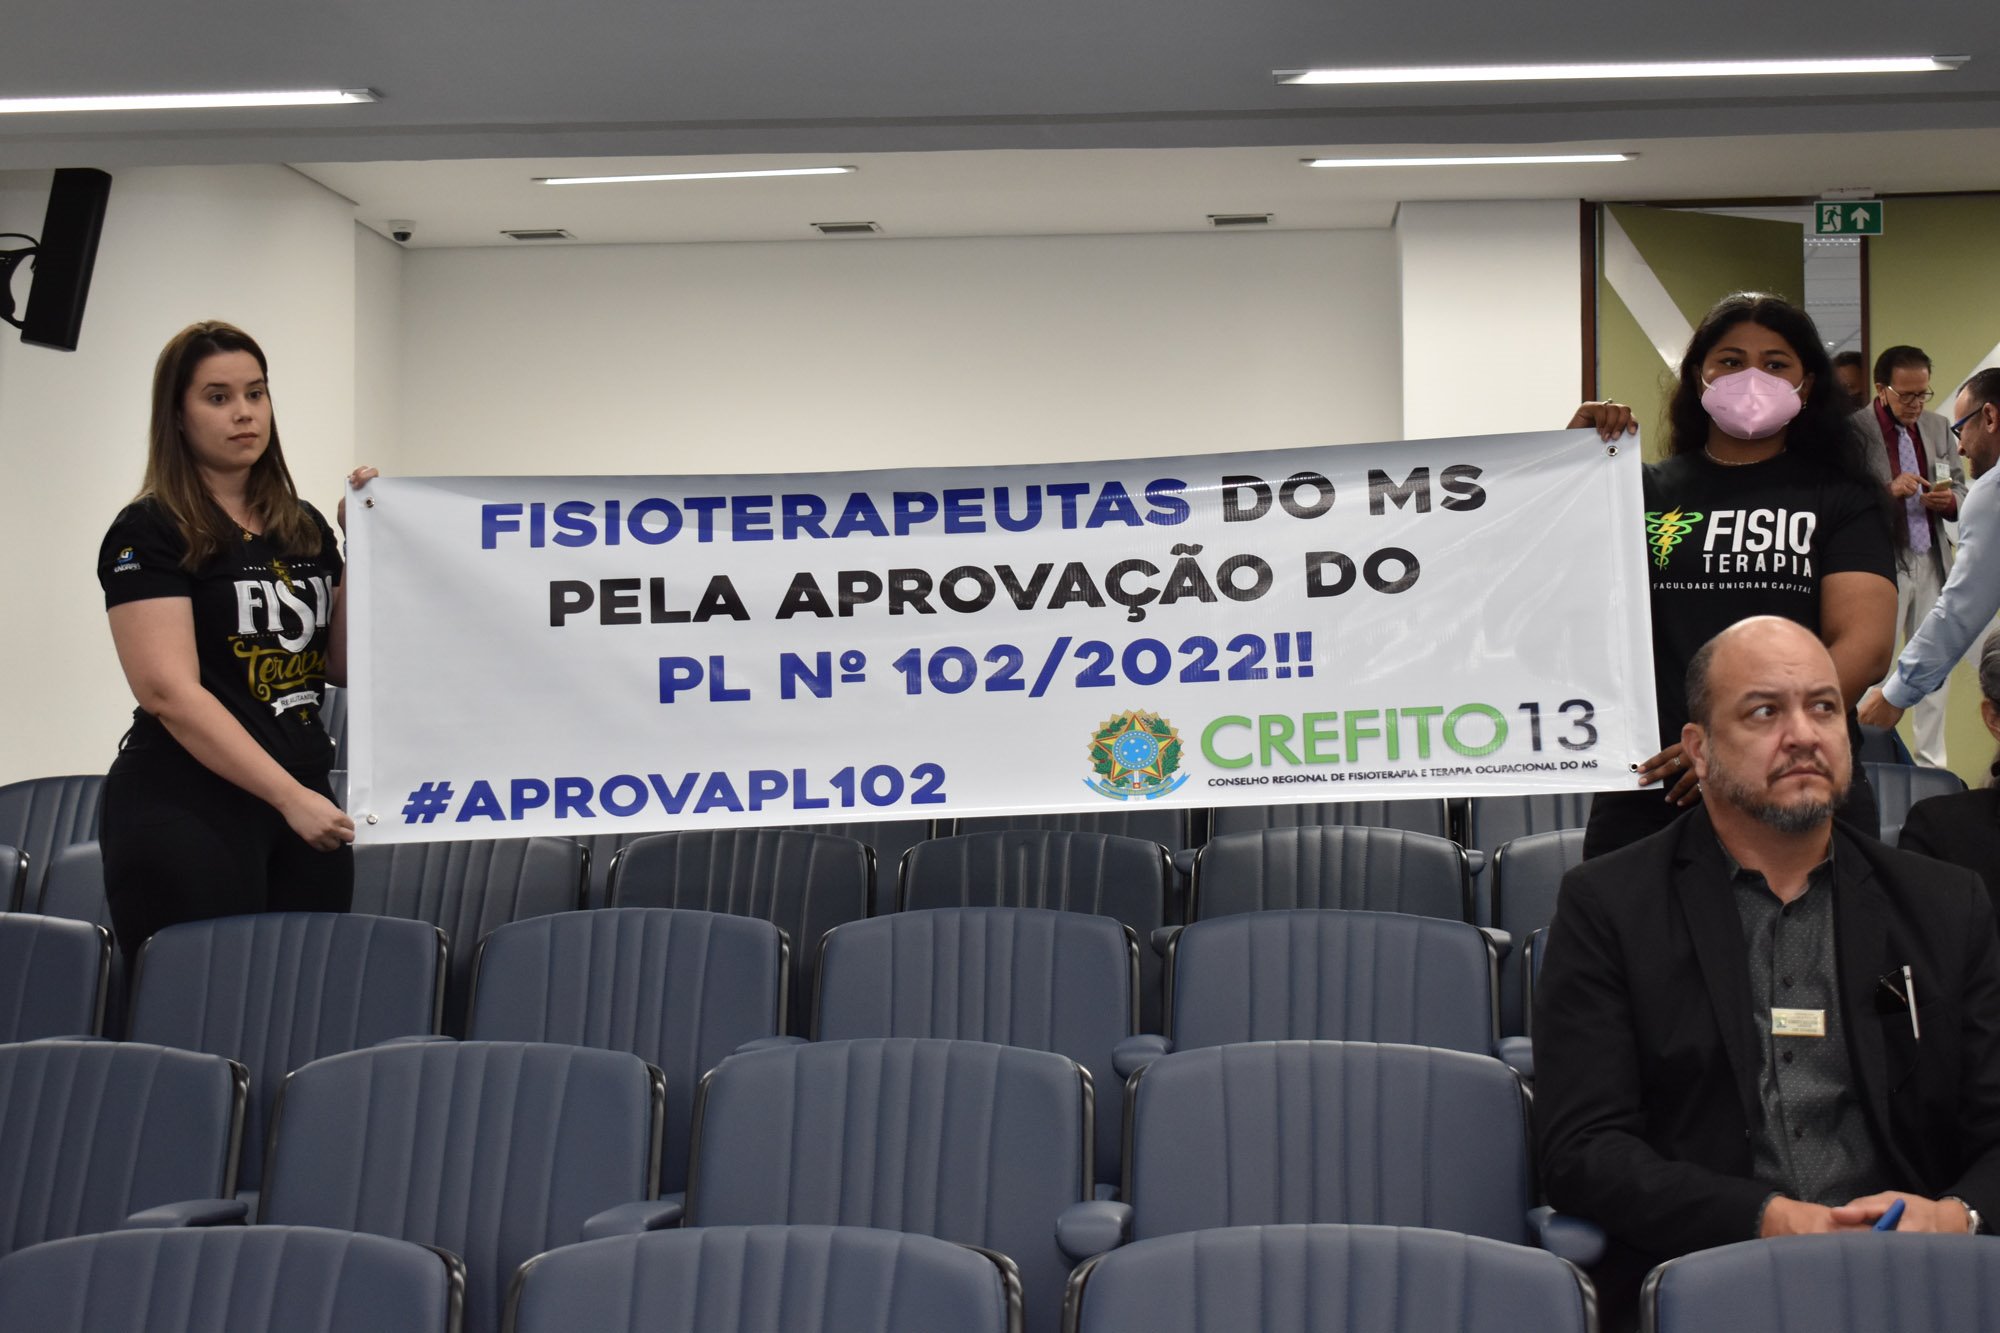 FISIOTERAPEUTAS DO MS
PELA APROVAÇÃO DO
PL Nº 102/2022!!
#APROVAPL102
CREFITO13
CONSELHO REGIONAL DE FISIOTERAPIA E TERAPIA OCUPACIONAL DO MS
FISIO
TERAPIA
FACULDADE UNIGRAN CAPITAL
FISIO
Terapia